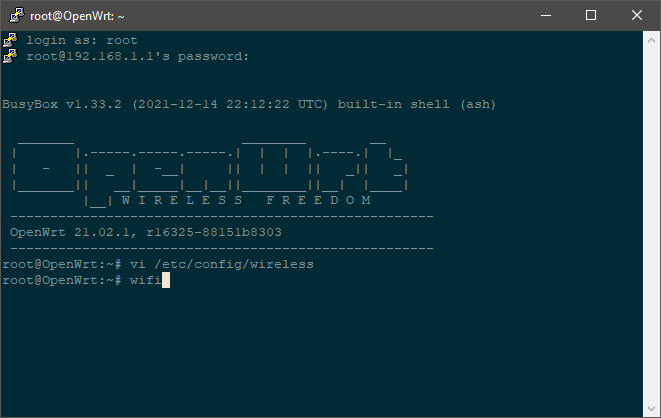 root@OpenWrt: ~
login as: root
root@192.168.1.1's password:
BusyBox v1.33.2 (2021-12-14 22:12:22 UTC) built-in shell (ash)
OpenWrt
W I R E L E S S   F R E E D O M
-----------------------------------------------------
OpenWrt 21.02.1, r16325-88151b8303
-----------------------------------------------------
root@OpenWrt:~# vi /etc/config/wireless
root@OpenWrt:~# wifi